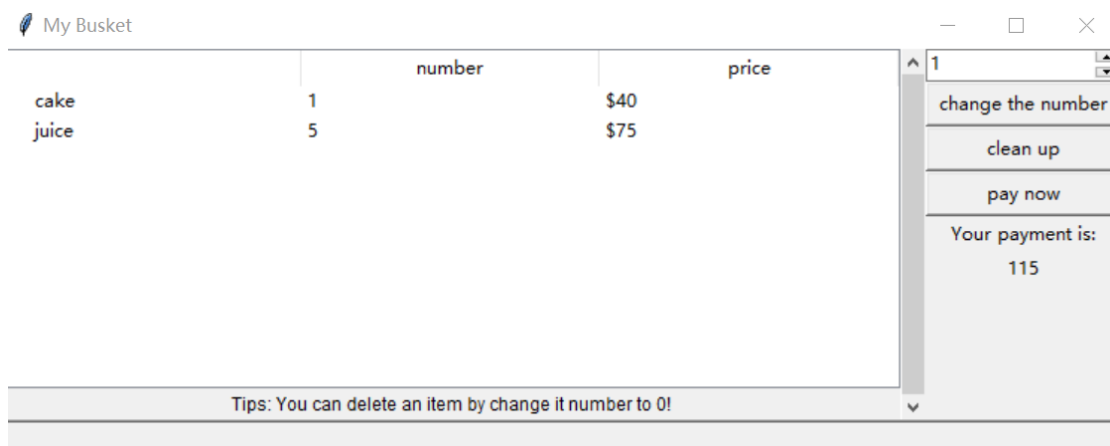 My Busket
number price
1
cake 1 $40
change the number
juice 5 $75
clean up
pay now
Your payment is:
115
Tips: You can delete an item by change it number to 0!